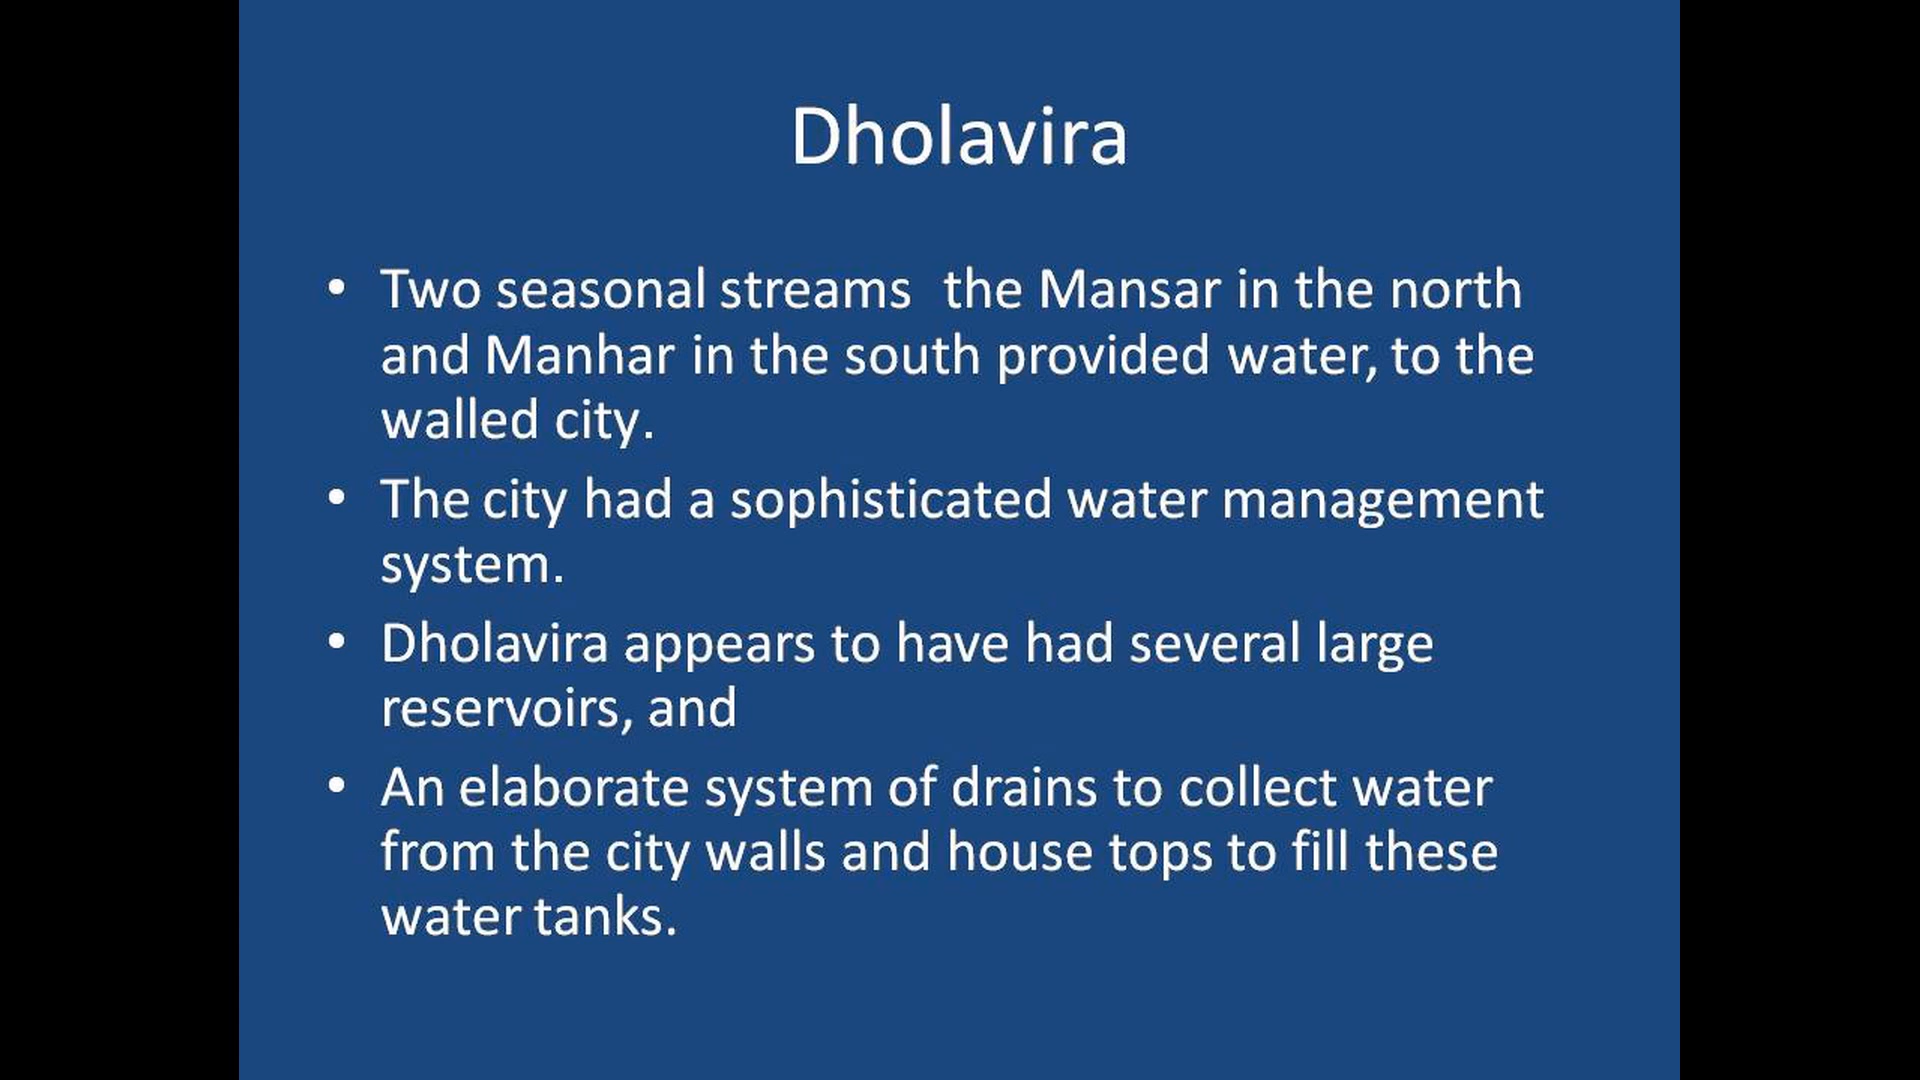 Dholavira
• Two seasonal streams  the Mansar in the north
and Manhar in the south provided water, to the
walled city.
• The city had a sophisticated water management
system.
• Dholavira appears to have had several large
reservoirs, and
• An elaborate system of drains to collect water
from the city walls and house tops to fill these
water tanks.